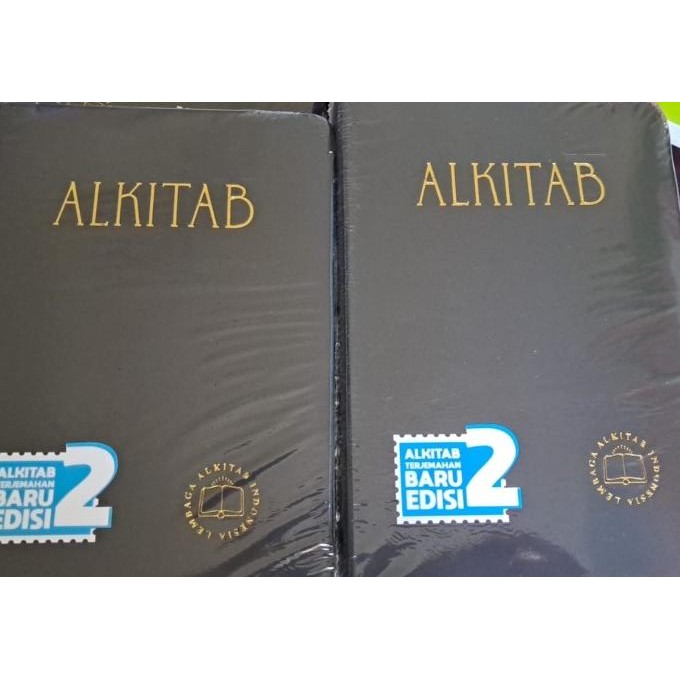 ALKITAB
ALKITAB
TERJEMAHAN
BARU
EDISI 2
LEMBAGA ALKITAB INDONESIA
ALKITAB
ALKITAB
TERJEMAHAN
BARU
EDISI 2
LEMBAGA ALKITAB INDONESIA